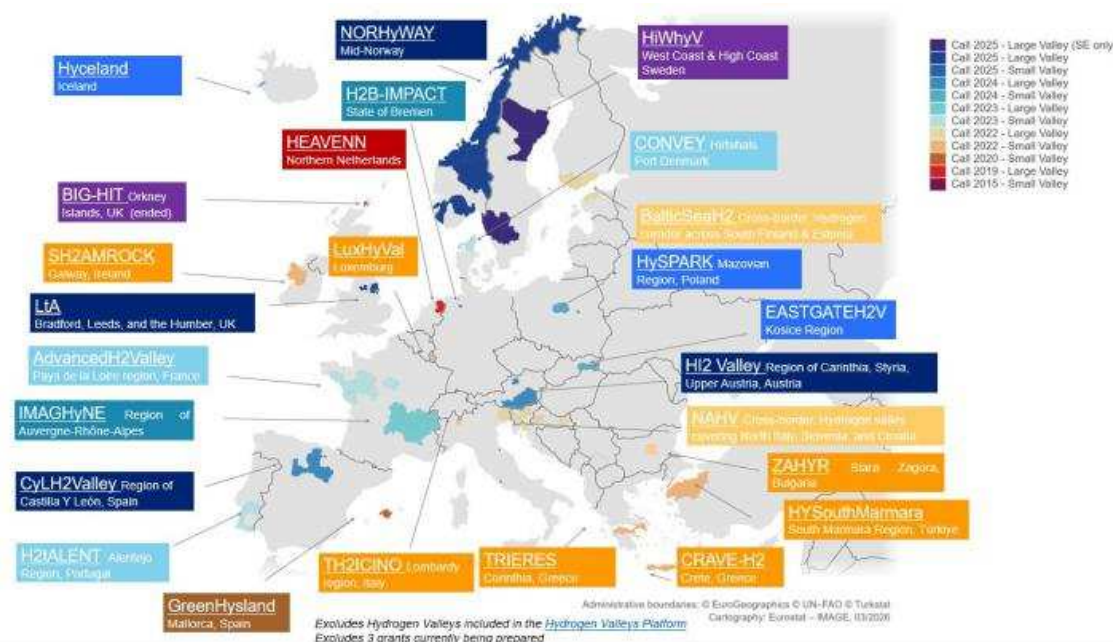 NORHyWAY
Mid-Norway
HiWhyV
West Coast & High Coast
Sweden
Hyceland
Iceland
H2B-IMPACT
State of Bremen
HEAVENN
Northern Netherlands
CONVEY Hirtshals
Port Denmark
BIG-HIT Orkney
Islands, UK (ended)
BalticSeaH2 Cross-border, Hydrogen
corridor across South Finland & Estonia
SH2AMROCK
Galway, Ireland
LuxHyVal
Luxemburg
HySPARK Mazovian
Region, Poland
LtA
Bradford, Leeds, and the Humber, UK
EASTGATEH2V
Kosice Region
AdvancedH2Valley
Pays de la Loire region, France
HI2 Valley Region of Carinthia, Styria,
Upper Austria, Austria
IMAGHyNE Region of
Auvergne-Rhône-Alpes
NAHV Cross-border, Hydrogen valley
covering North Italy, Slovenia, and Croatia
ZAHYR Stara Zagora,
Bulgaria
CyLH2Valley Region of
Castilla Y León, Spain
HYSouthMarmara
South Marmara Region, Türkiye
H2tALENT Alentejo
Region, Portugal
TH2ICINO Lombardy
region, Italy
TRIERES
Corinthia, Greece
CRAVE-H2
Crete, Greece
GreenHysland
Mallorca, Spain
Call 2025 - Large Valley (SE only
Call 2025 - Large Valley
Call 2025 - Small Valley
Call 2024 - Large Valley
Call 2024 - Small Valley
Call 2023 - Large Valley
Call 2023 - Small Valley
Call 2022 - Large Valley
Call 2022 - Small Valley
Call 2020 - Small Valley
Call 2019 - Large Valley
Call 2015 - Small Valley
Administrative boundaries: © EuroGeographics © UN-FAO © Turkstat
Cartography: Eurostat – IMAGE, 03/2026
Excludes Hydrogen Valleys included in the Hydrogen Valleys Platform
Excludes 3 grants currently being prepared